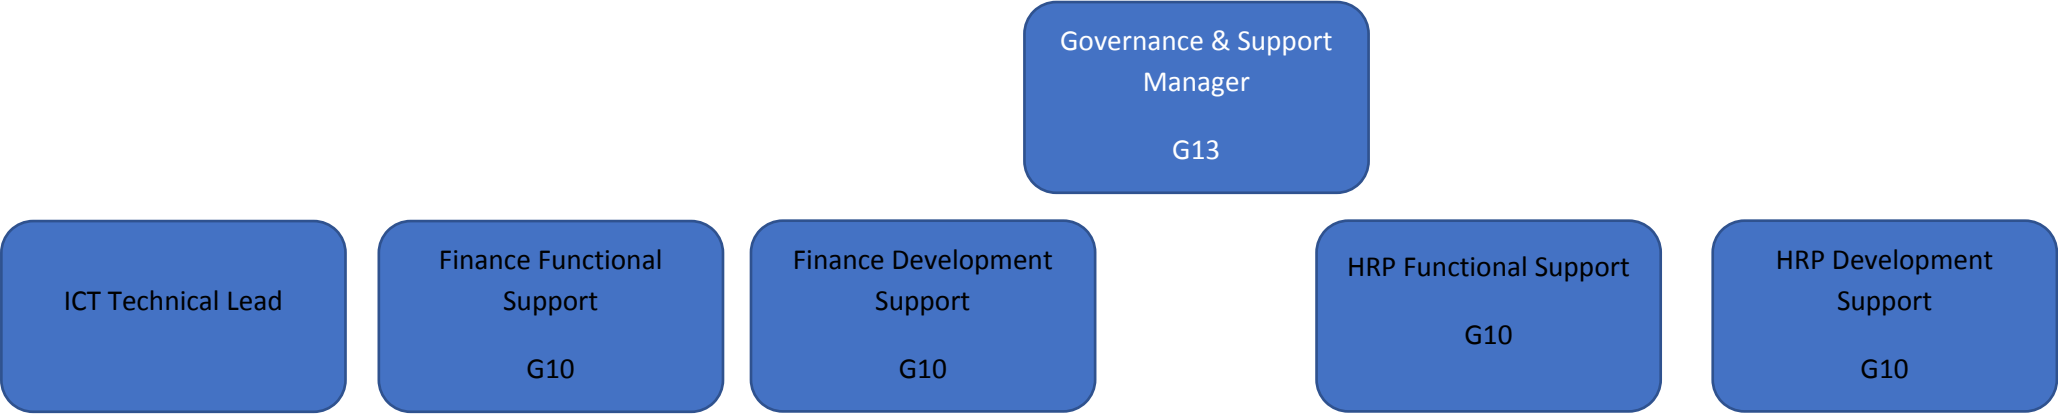 Governance & Support
Manager
G13
ICT Technical Lead
Finance Functional
Support
G10
Finance Development
Support
G10
HRP Functional Support
G10
HRP Development
Support
G10